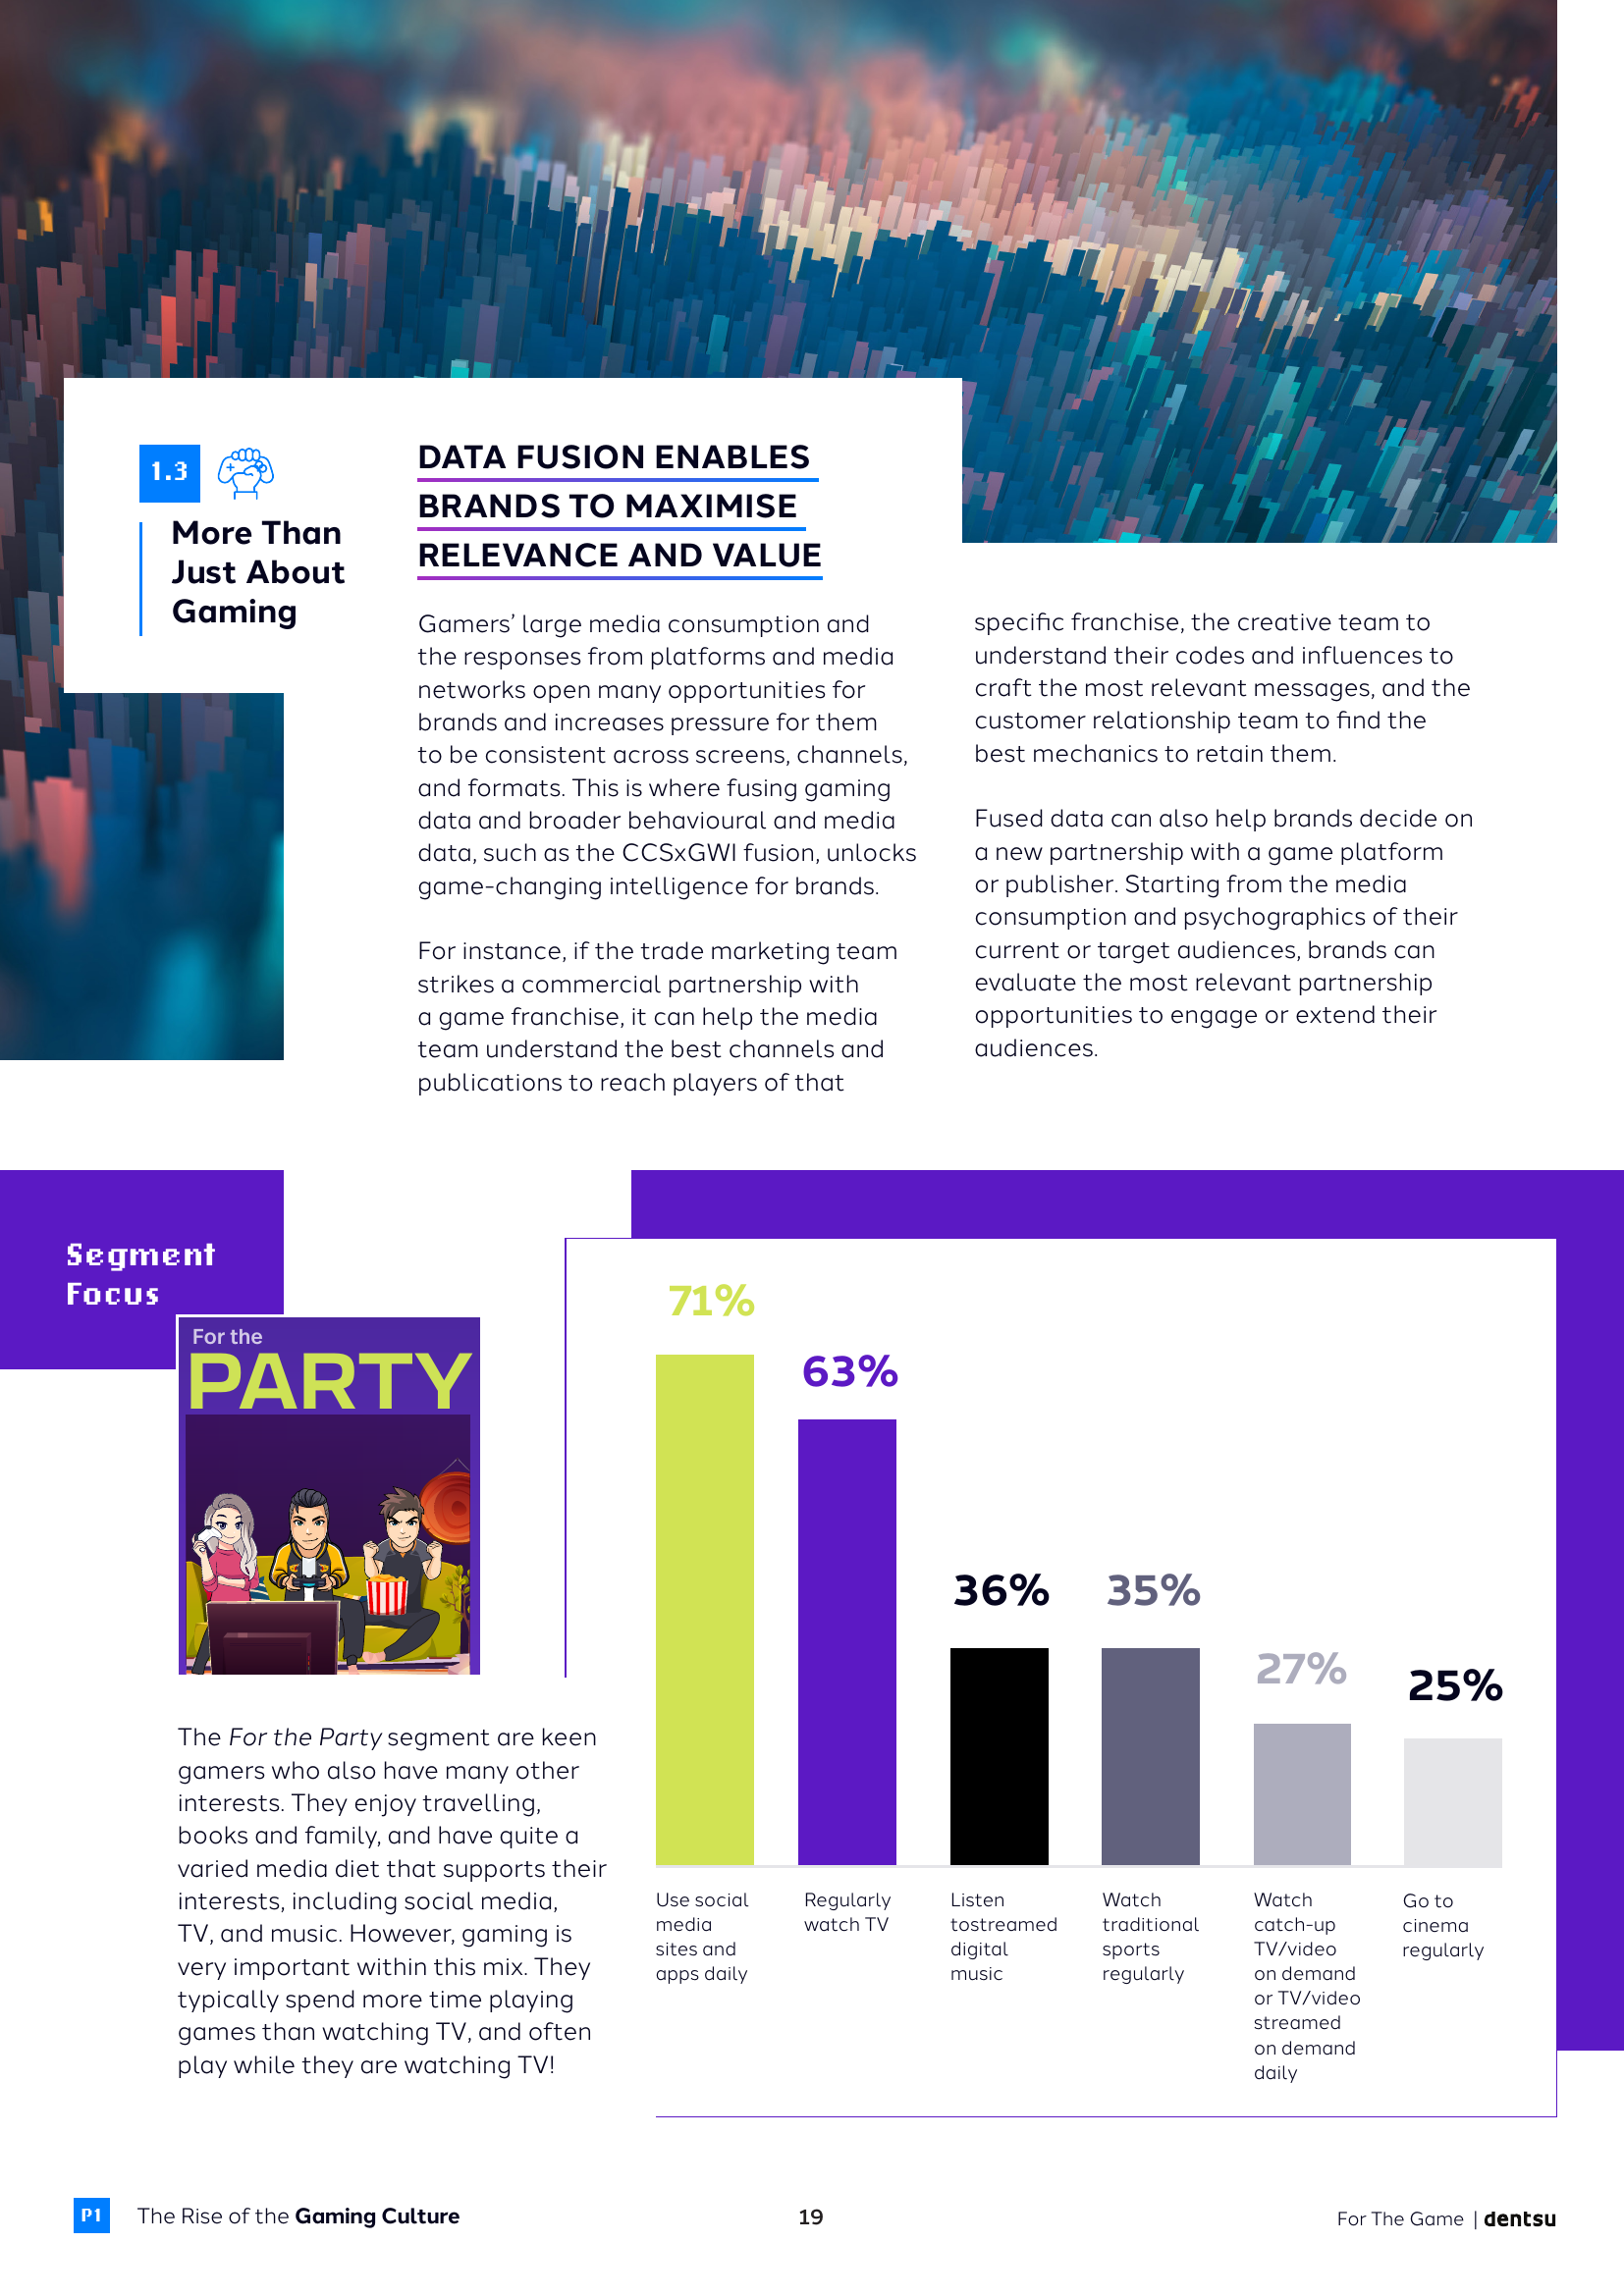 1.3
More Than
Just About
Gaming
DATA FUSION ENABLES
BRANDS TO MAXIMISE
RELEVANCE AND VALUE
Gamers’ large media consumption and
the responses from platforms and media
networks open many opportunities for
brands and increases pressure for them
to be consistent across screens, channels,
and formats. This is where fusing gaming
data and broader behavioural and media
data, such as the CCSxGWI fusion, unlocks
game-changing intelligence for brands.
For instance, if the trade marketing team
strikes a commercial partnership with
a game franchise, it can help the media
team understand the best channels and
publications to reach players of that
specific franchise, the creative team to
understand their codes and influences to
craft the most relevant messages, and the
customer relationship team to find the
best mechanics to retain them.
Fused data can also help brands decide on
a new partnership with a game platform
or publisher. Starting from the media
consumption and psychographics of their
current or target audiences, brands can
evaluate the most relevant partnership
opportunities to engage or extend their
audiences.
Segment
Focus
For the
PARTY
The For the Party segment are keen
gamers who also have many other
interests. They enjoy travelling,
books and family, and have quite a
varied media diet that supports their
interests, including social media,
TV, and music. However, gaming is
very important within this mix. They
typically spend more time playing
games than watching TV, and often
play while they are watching TV!
71%
63%
36%
35%
27%
25%
Use social
media
sites and
apps daily
Regularly
watch TV
Listen
tostreamed
digital
music
Watch
traditional
sports
regularly
Watch
catch-up
TV/video
on demand
or TV/video
streamed
on demand
daily
Go to
cinema
regularly
P1
The Rise of the Gaming Culture
19
For The Game | dentsu